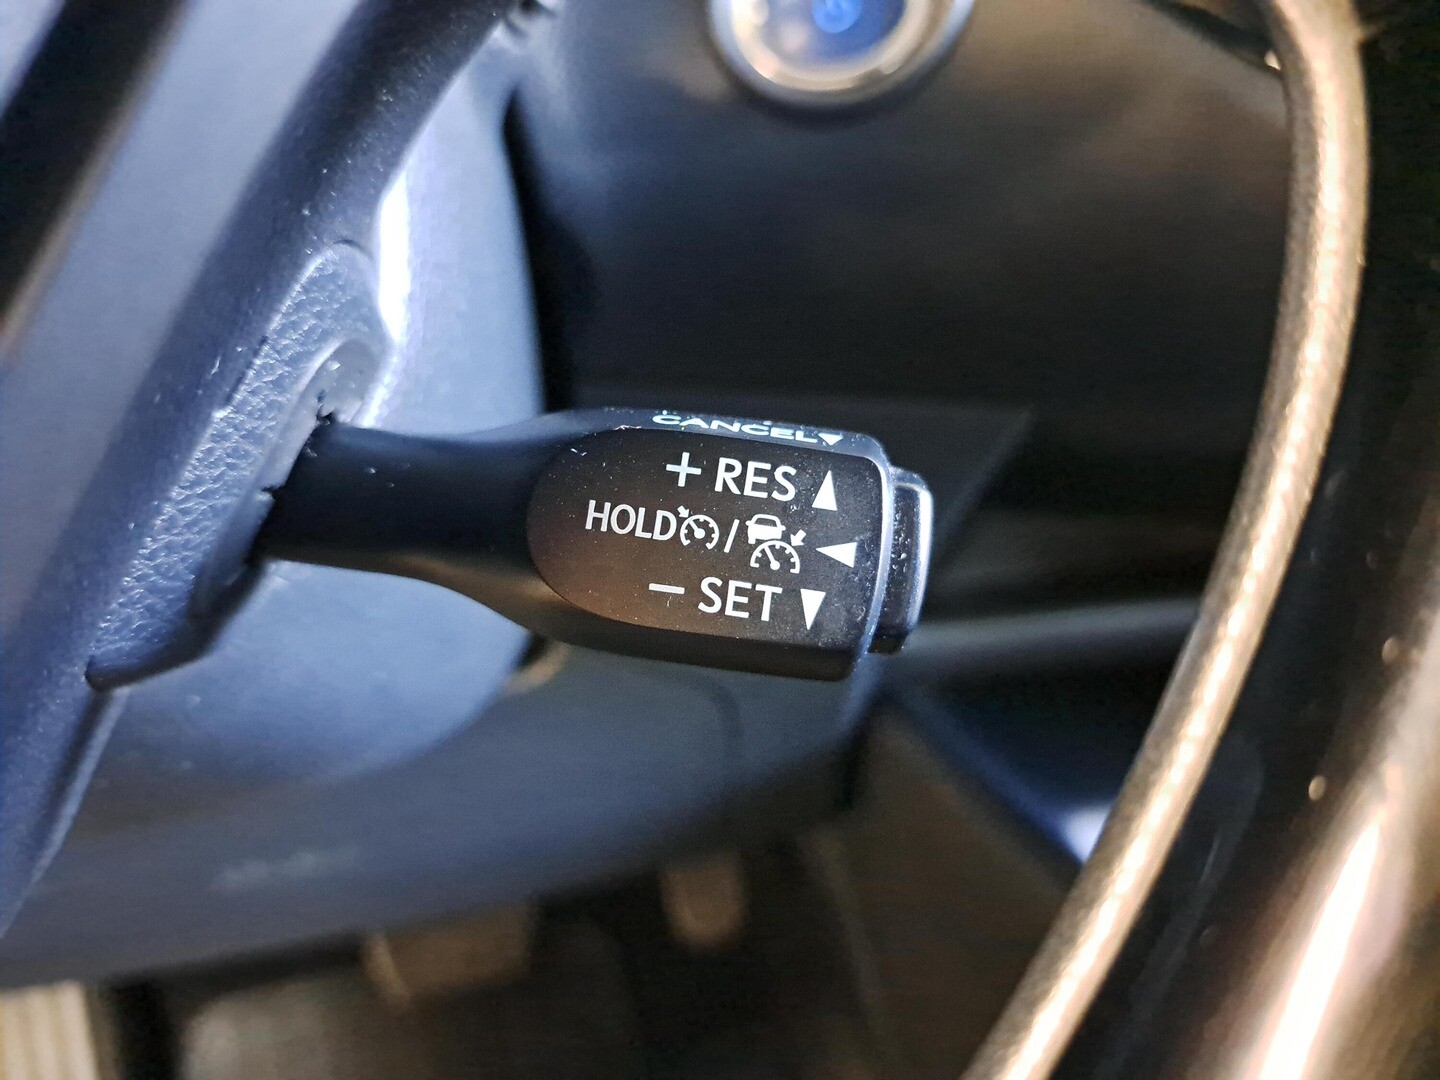 CANCEL▼
+ RES ▲
HOLD / ◀
− SET ▼